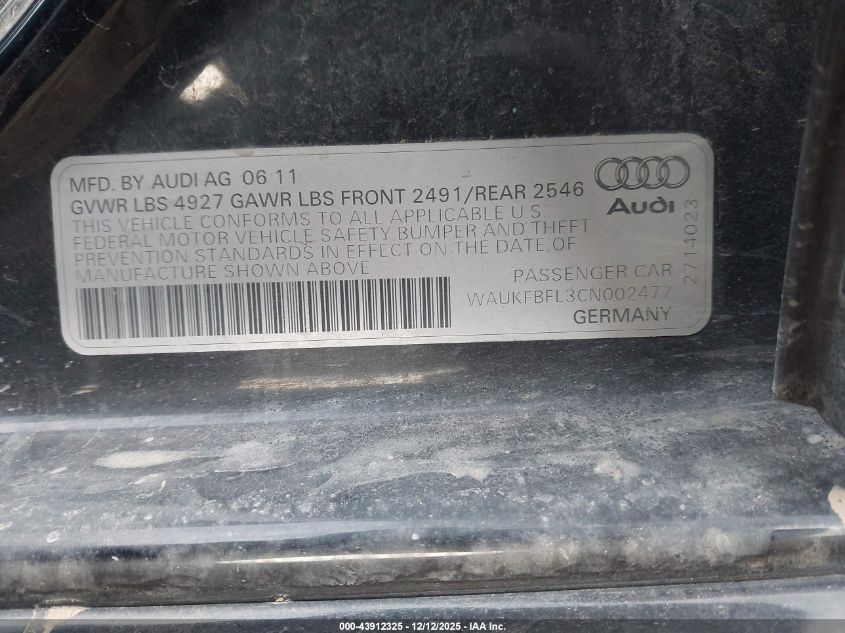 MFD. BY AUDI AG 06 11
GVWR LBS 4927 GAWR LBS FRONT 2491/REAR 2546
THIS VEHICLE CONFORMS TO ALL APPLICABLE U S
FEDERAL MOTOR VEHICLE SAFETY, BUMPER AND THEFT
PREVENTION STANDARDS IN EFFECT ON THE DATE OF
MANUFACTURE SHOWN ABOVE
PASSENGER CAR
WAUKFBFL3CN002477
GERMANY
Audi
2714023
000-43912325 - 12/12/2025 - IAA Inc.